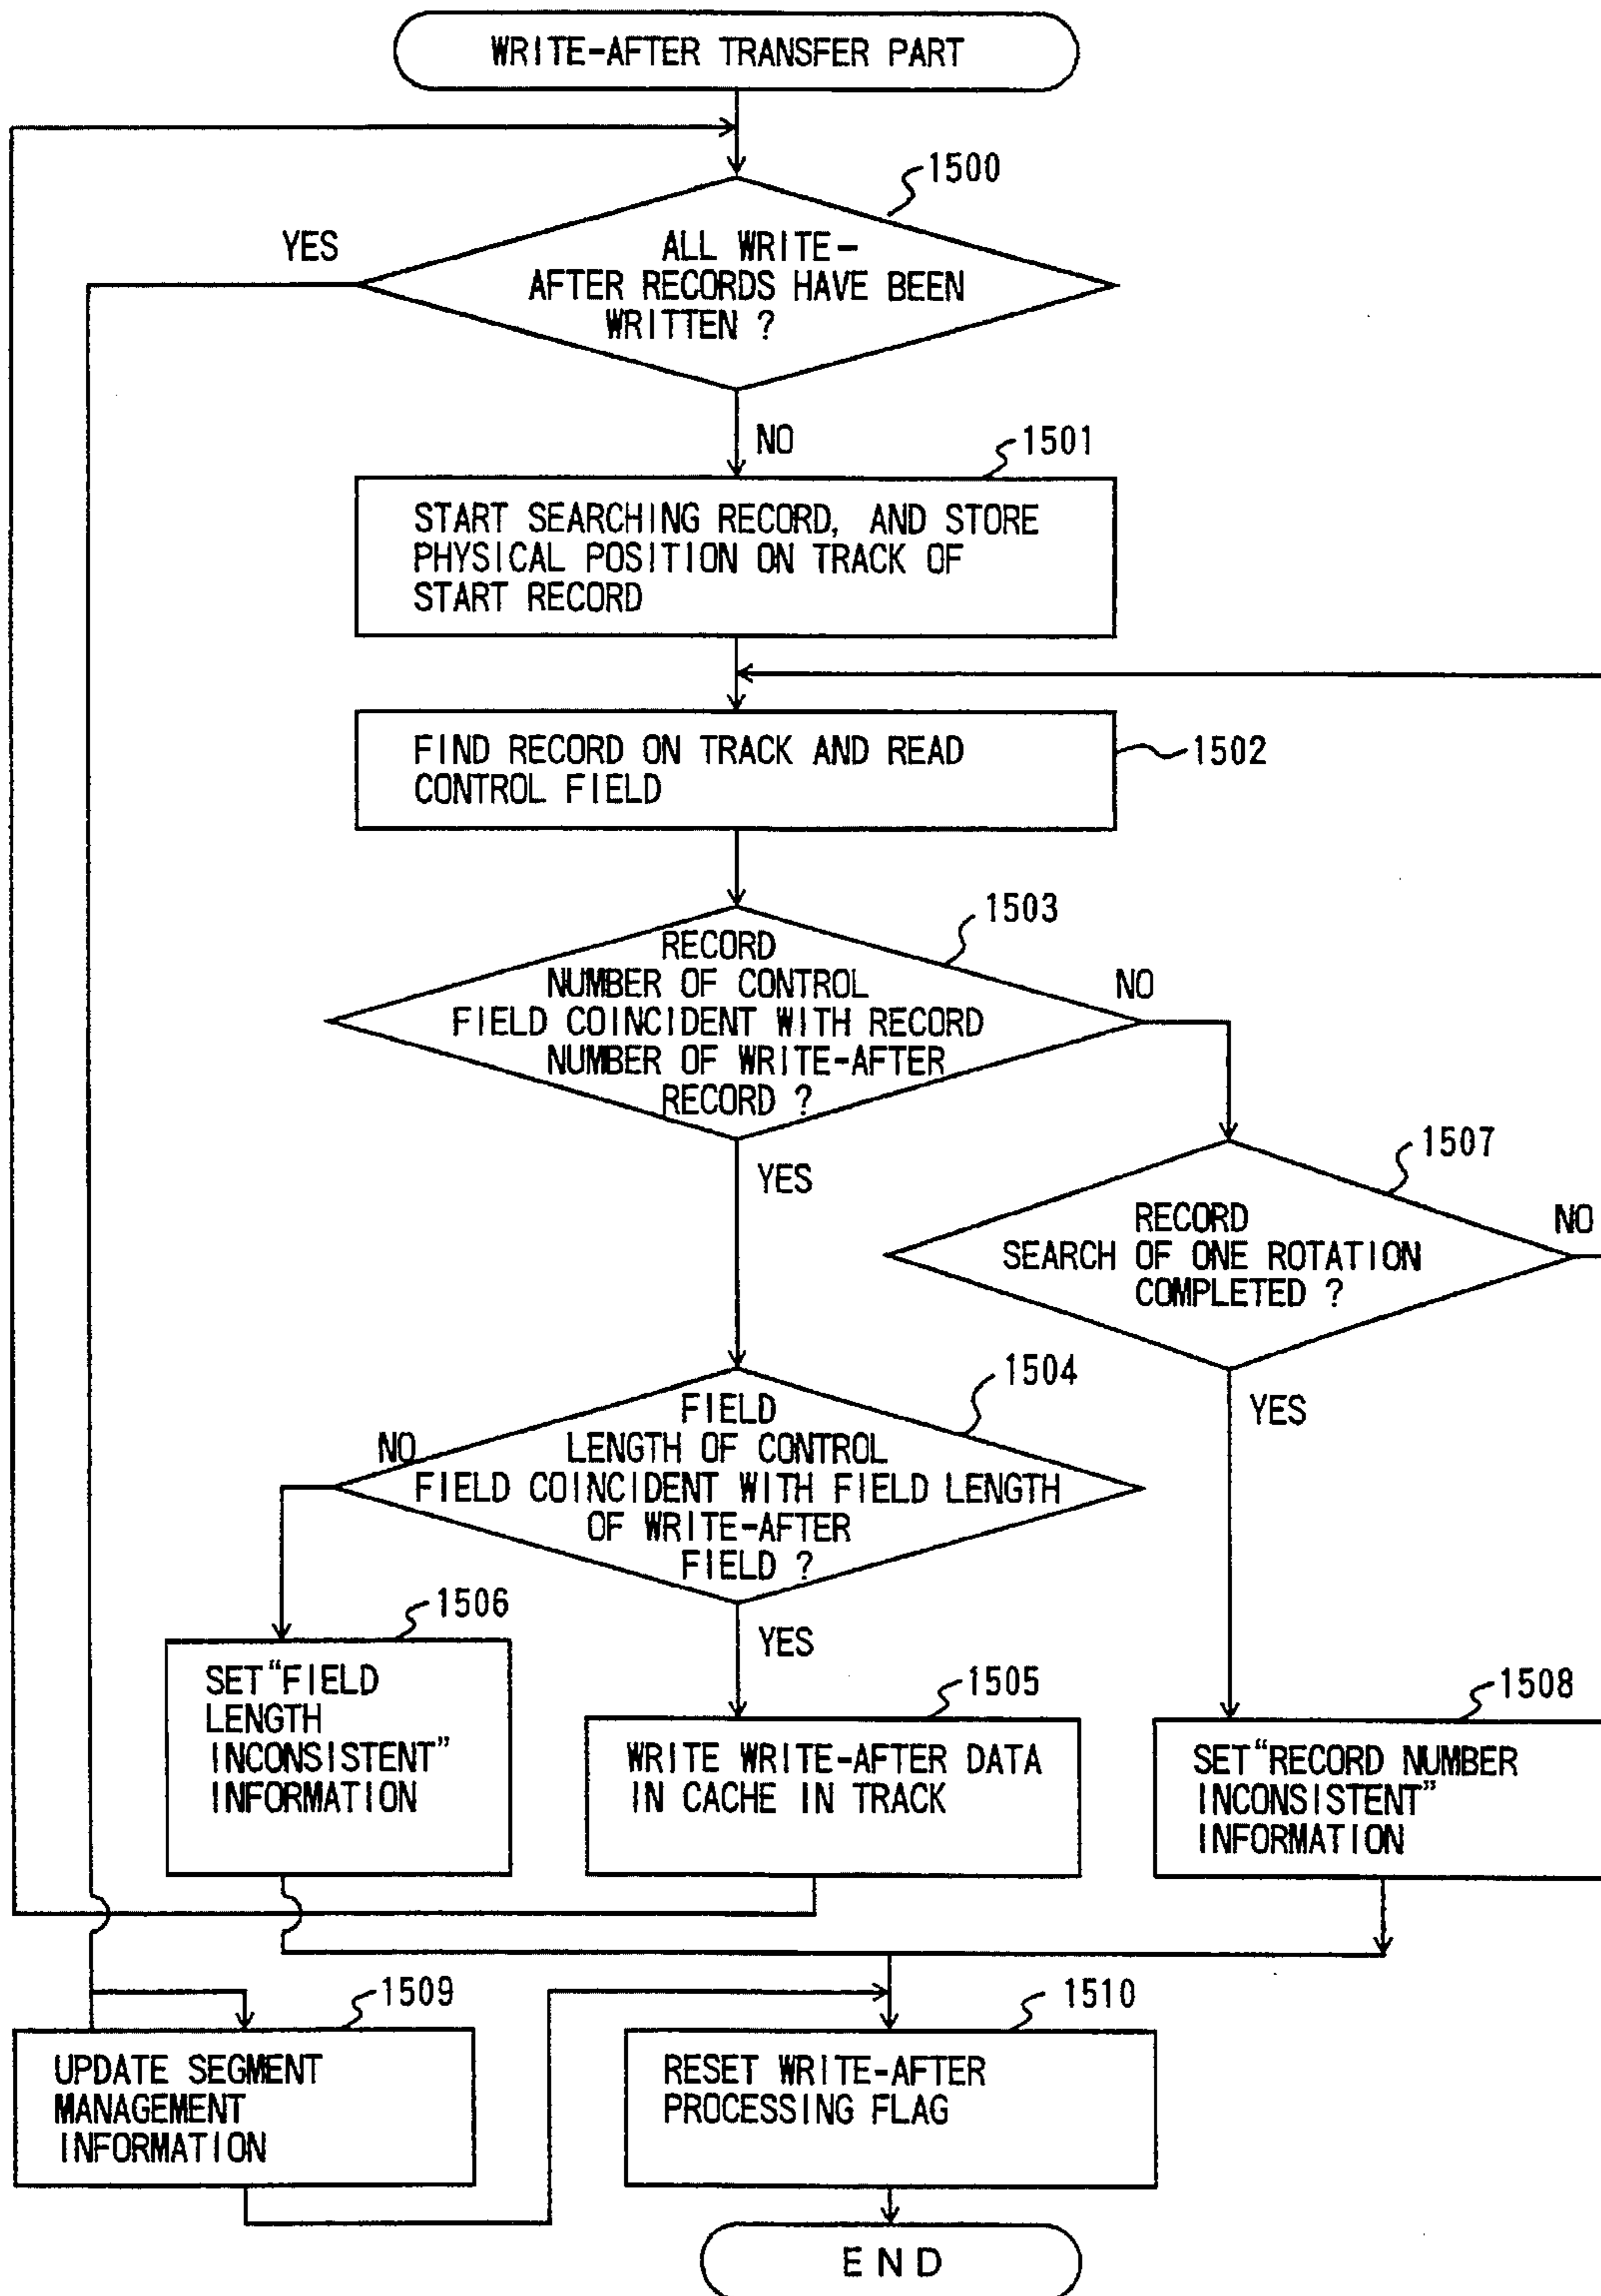 WRITE-AFTER TRANSFER PART
1500
YES
ALL WRITE-
AFTER RECORDS HAVE BEEN
WRITTEN ?
NO
1501
START SEARCHING RECORD, AND STORE
PHYSICAL POSITION ON TRACK OF
START RECORD
FIND RECORD ON TRACK AND READ
CONTROL FIELD
1502
1503
RECORD
NUMBER OF CONTROL
FIELD COINCIDENT WITH RECORD
NUMBER OF WRITE-AFTER
RECORD ?
NO
YES
1507
RECORD
SEARCH OF ONE ROTATION
COMPLETED ?
NO
YES
1504
FIELD
LENGTH OF CONTROL
FIELD COINCIDENT WITH FIELD LENGTH
OF WRITE-AFTER
FIELD ?
NO
YES
1506
SET “FIELD
LENGTH
INCONSISTENT”
INFORMATION
1505
WRITE WRITE-AFTER DATA
IN CACHE IN TRACK
1508
SET “RECORD NUMBER
INCONSISTENT”
INFORMATION
1509
UPDATE SEGMENT
MANAGEMENT
INFORMATION
1510
RESET WRITE-AFTER
PROCESSING FLAG
END